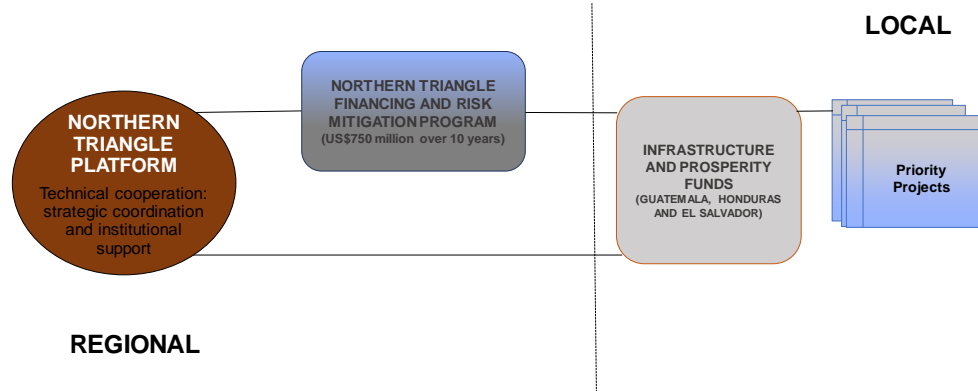 LOCAL
NORTHERN TRIANGLE
FINANCING AND RISK
MITIGATION PROGRAM
(US$750 million over 10 years)
NORTHERN
TRIANGLE
PLATFORM
Technical cooperation:
strategic coordination
and institutional
support
INFRASTRUCTURE
AND PROSPERITY
FUNDS
(GUATEMALA, HONDURAS
AND EL SALVADOR)
Priority
Projects
REGIONAL